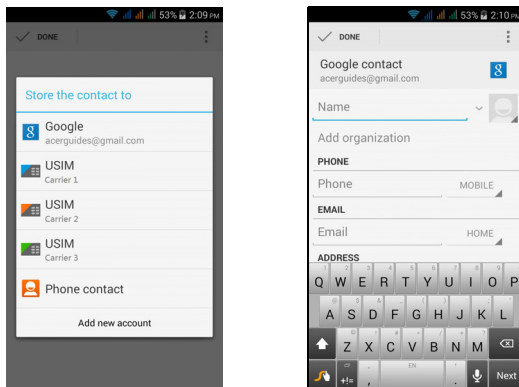 53% 2:09 PM
DONE
Store the contact to
Google
acerguides@gmail.com
USIM
Carrier 1
USIM
Carrier 2
USIM
Carrier 3
Phone contact
Add new account
53% 2:10 PM
DONE
Google contact
acerguides@gmail.com
8
Name
Add organization
PHONE
Phone MOBILE
EMAIL
Email HOME
ADDRESS
Q W E R T Y U I O P
A S D F G H J K L
Z X C V B N M
+!= , EN . Next